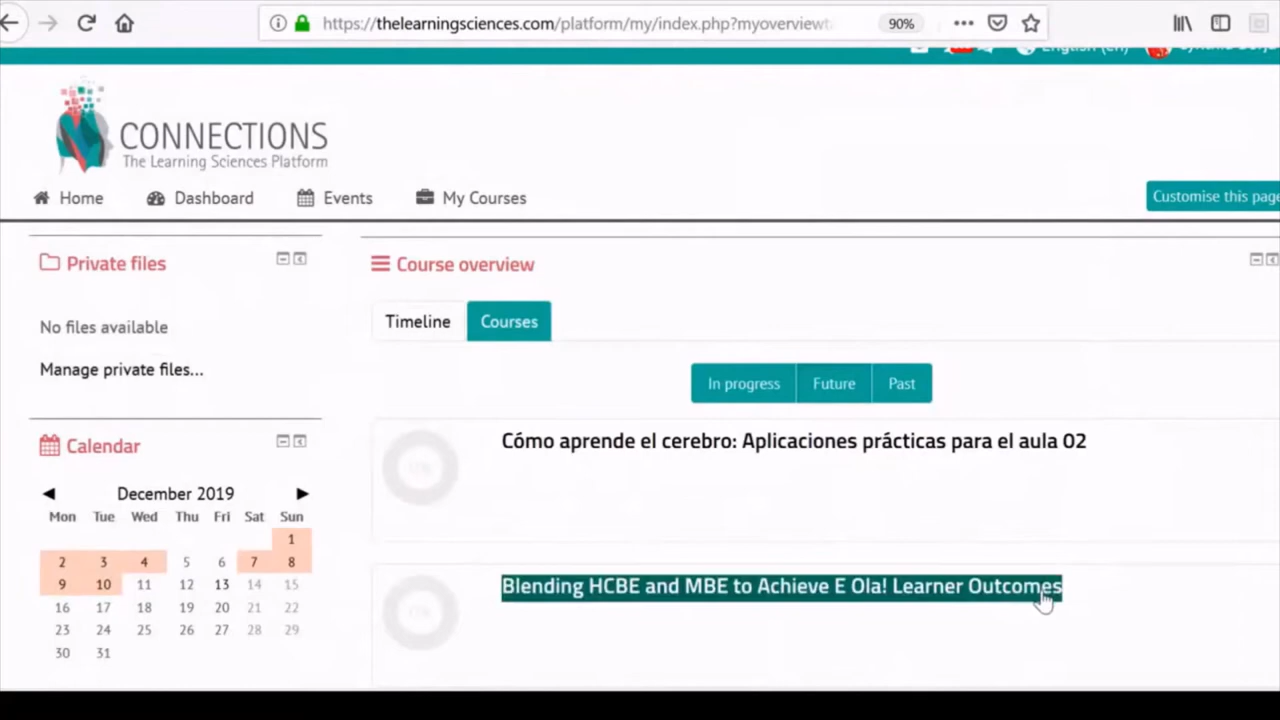 https://thelearningsciences.com/platform/my/index.php?myoverviewt
90%
English (en)
CONNECTIONS
The Learning Sciences Platform
Home
Dashboard
Events
My Courses
Customise this page
Private files
No files available
Manage private files...
Calendar
December 2019
Mon Tue Wed Thu Fri Sat Sun
1
2 3 4 5 6 7 8
9 10 11 12 13 14 15
16 17 18 19 20 21 22
23 24 25 26 27 28 29
30 31
Course overview
Timeline
Courses
In progress
Future
Past
Cómo aprende el cerebro: Aplicaciones prácticas para el aula 02
Blending HCBE and MBE to Achieve E Ola! Learner Outcomes